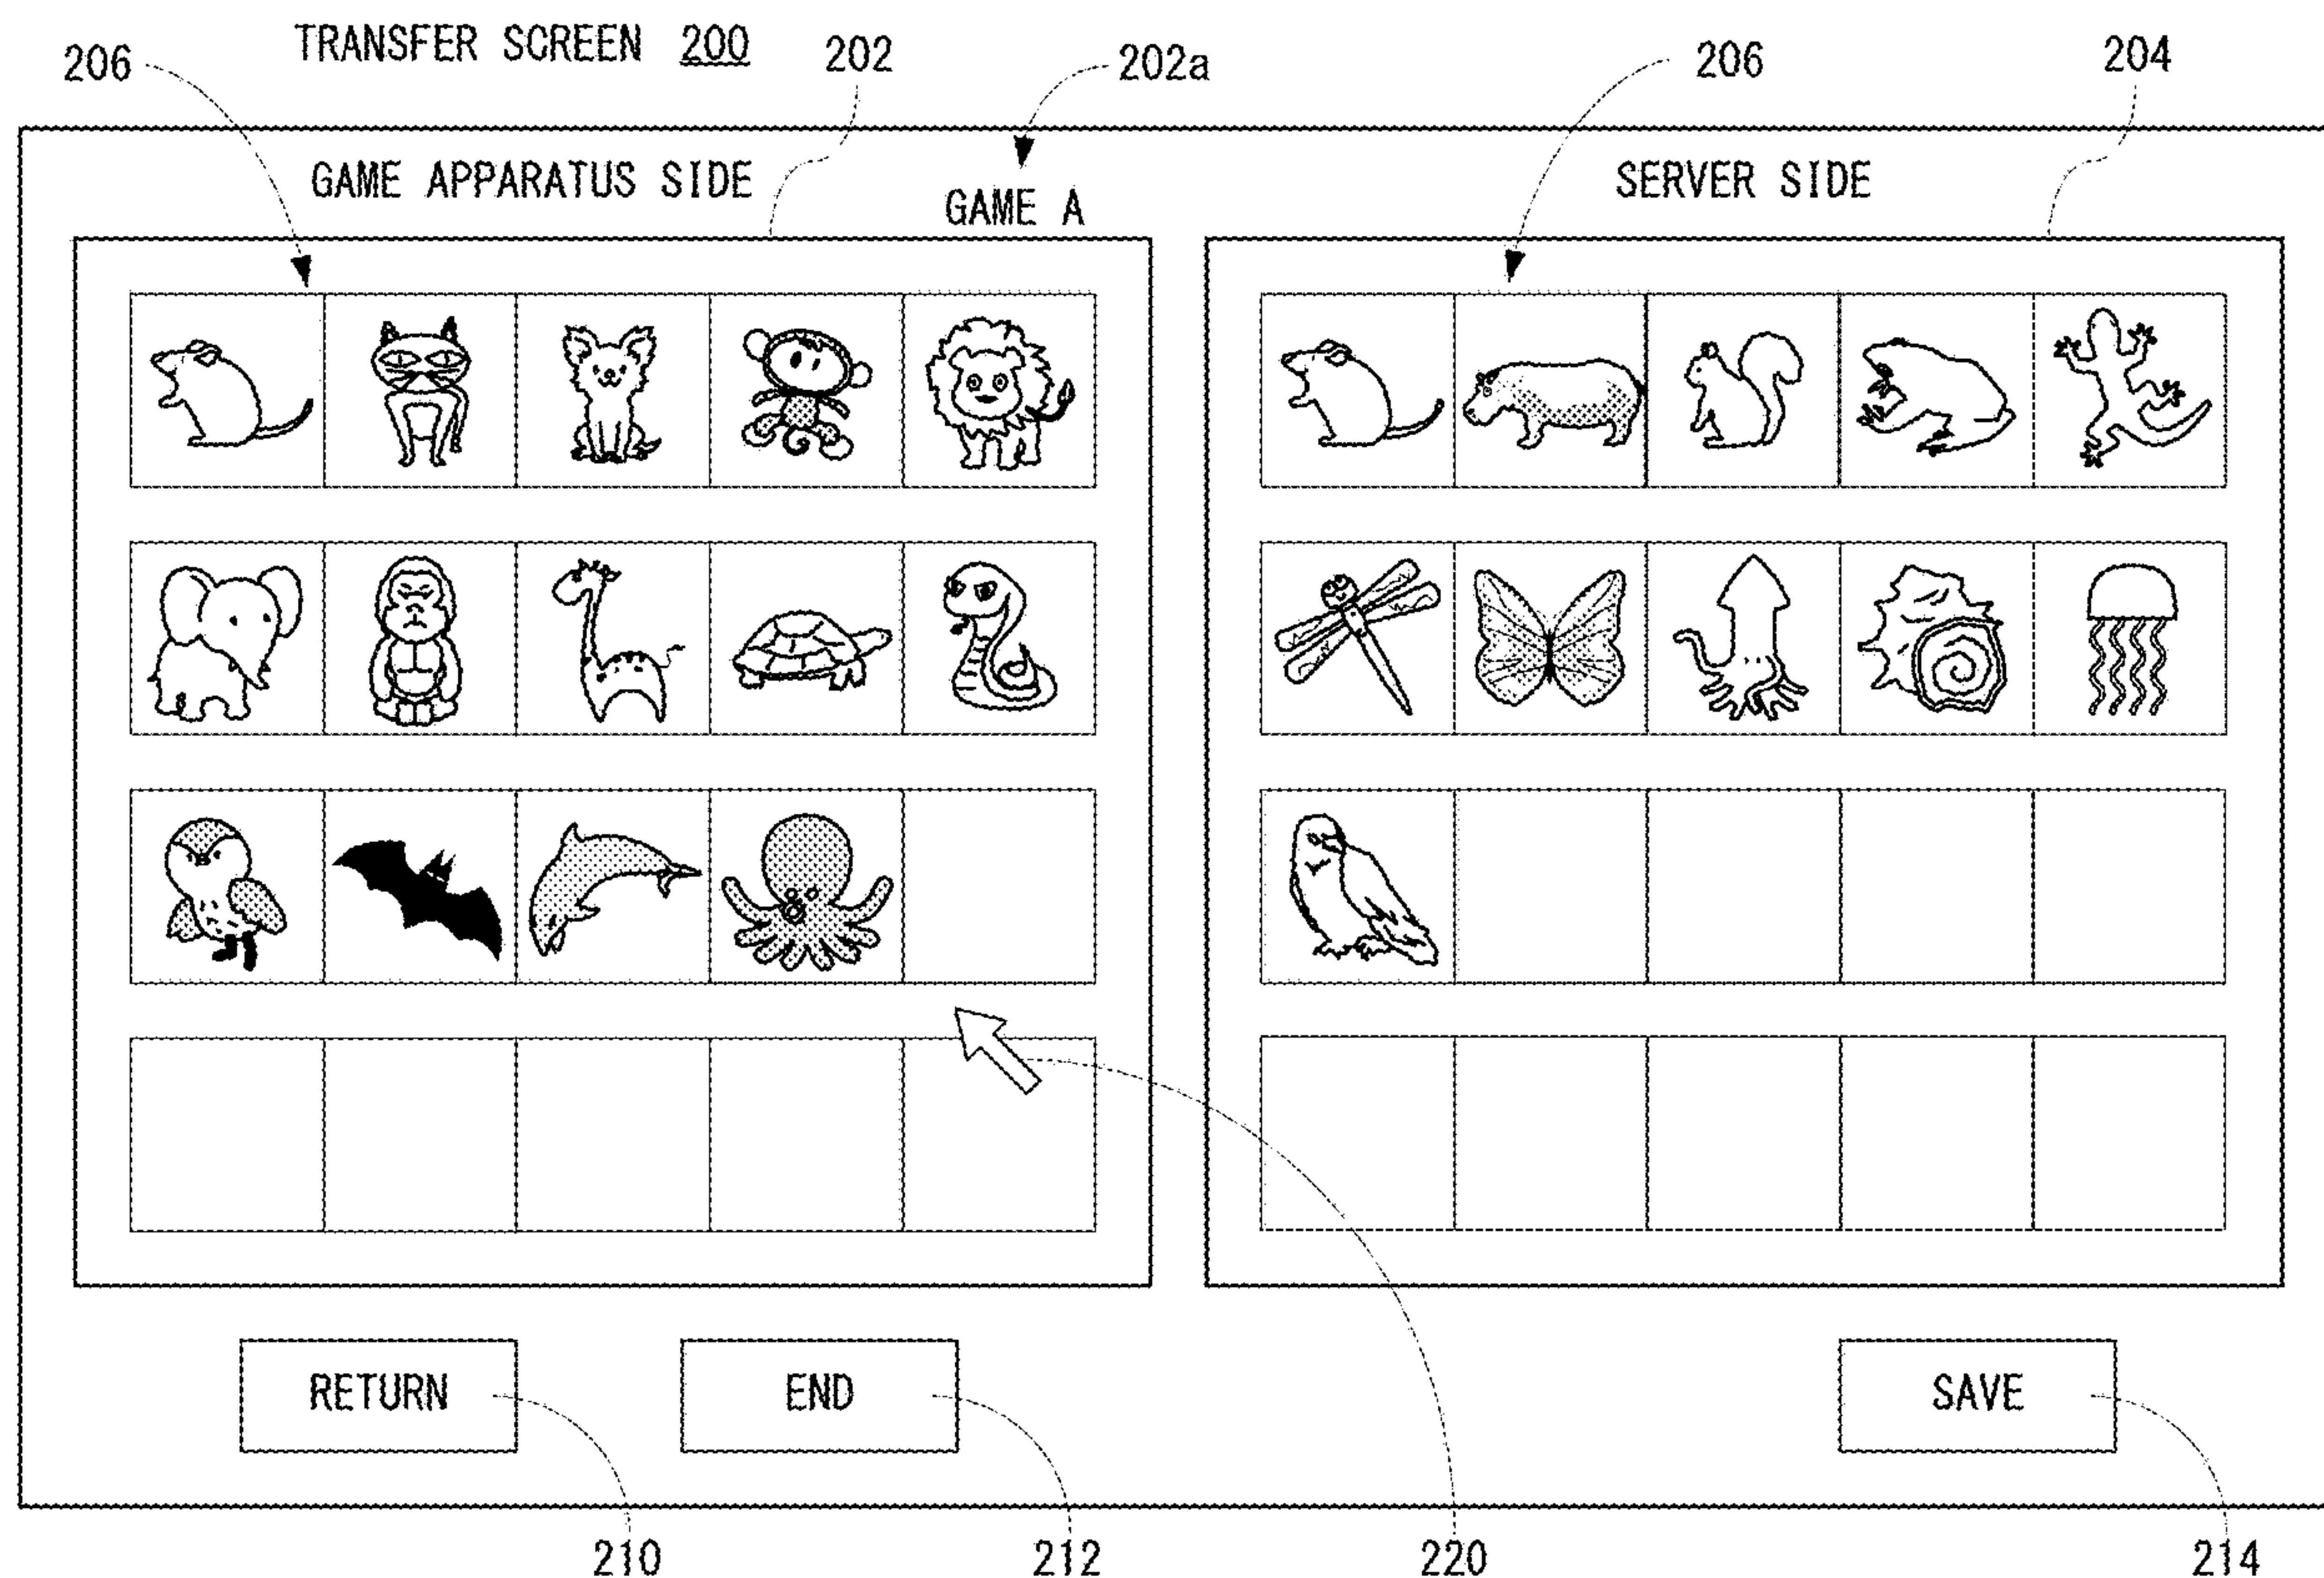 TRANSFER SCREEN 200
206
202
202a
206
204
GAME APPARATUS SIDE
GAME A
SERVER SIDE
RETURN
END
SAVE
210
212
220
214